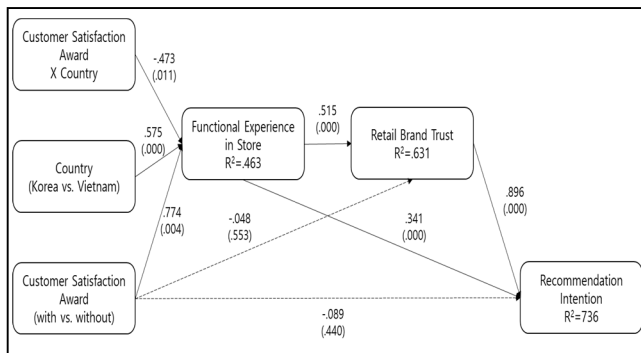 Customer Satisfaction
Award
X Country
-.473
(.011)
Functional Experience
in Store
R²=.463
.515
(.000)
Retail Brand Trust
R²=.631
.575
(.000)
Country
(Korea vs. Vietnam)
.774
(.004)
-.048
(.553)
.341
(.000)
.896
(.000)
Customer Satisfaction
Award
(with vs. without)
-.089
(.440)
Recommendation
Intention
R²=736